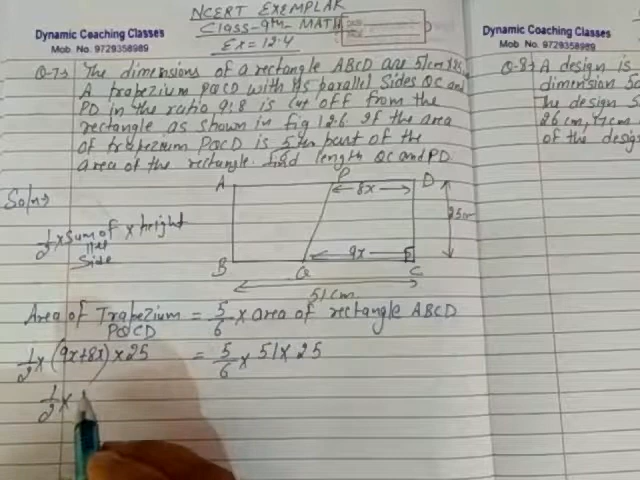 NCERT EXEMPLAR
Class-9th- MATH
Ex = 12.4
Dynamic Coaching Classes
Mob No. 9729358989
Dynamic Coaching Classes
Mob. No. 9729358989
Q-7⇒ The dimensions of a rectangle ABCD are 51cm x 25cm
A trapezium PQCD with its parallel sides QC and
PD in the ratio 9:8 is cut off from the
rectangle as shown in fig 12.6 If the area
of trapezium PQCD is 5/6 th part of the
area of the rectangle. find length QC and PD.
Q-8⇒ A design is
dimension 50
The design s
26 cm, 17 cm
of the design
Soln⇒
A P D
8x
25cm
1/2 x sum of x height
||el
side
9x
B Q C
51cm
Area of Trapezium = 5/6 x area of rectangle ABCD
PQCD
1/2 x (9x+8x) x 25 = 5/6 x 51 x 25
1/2 x